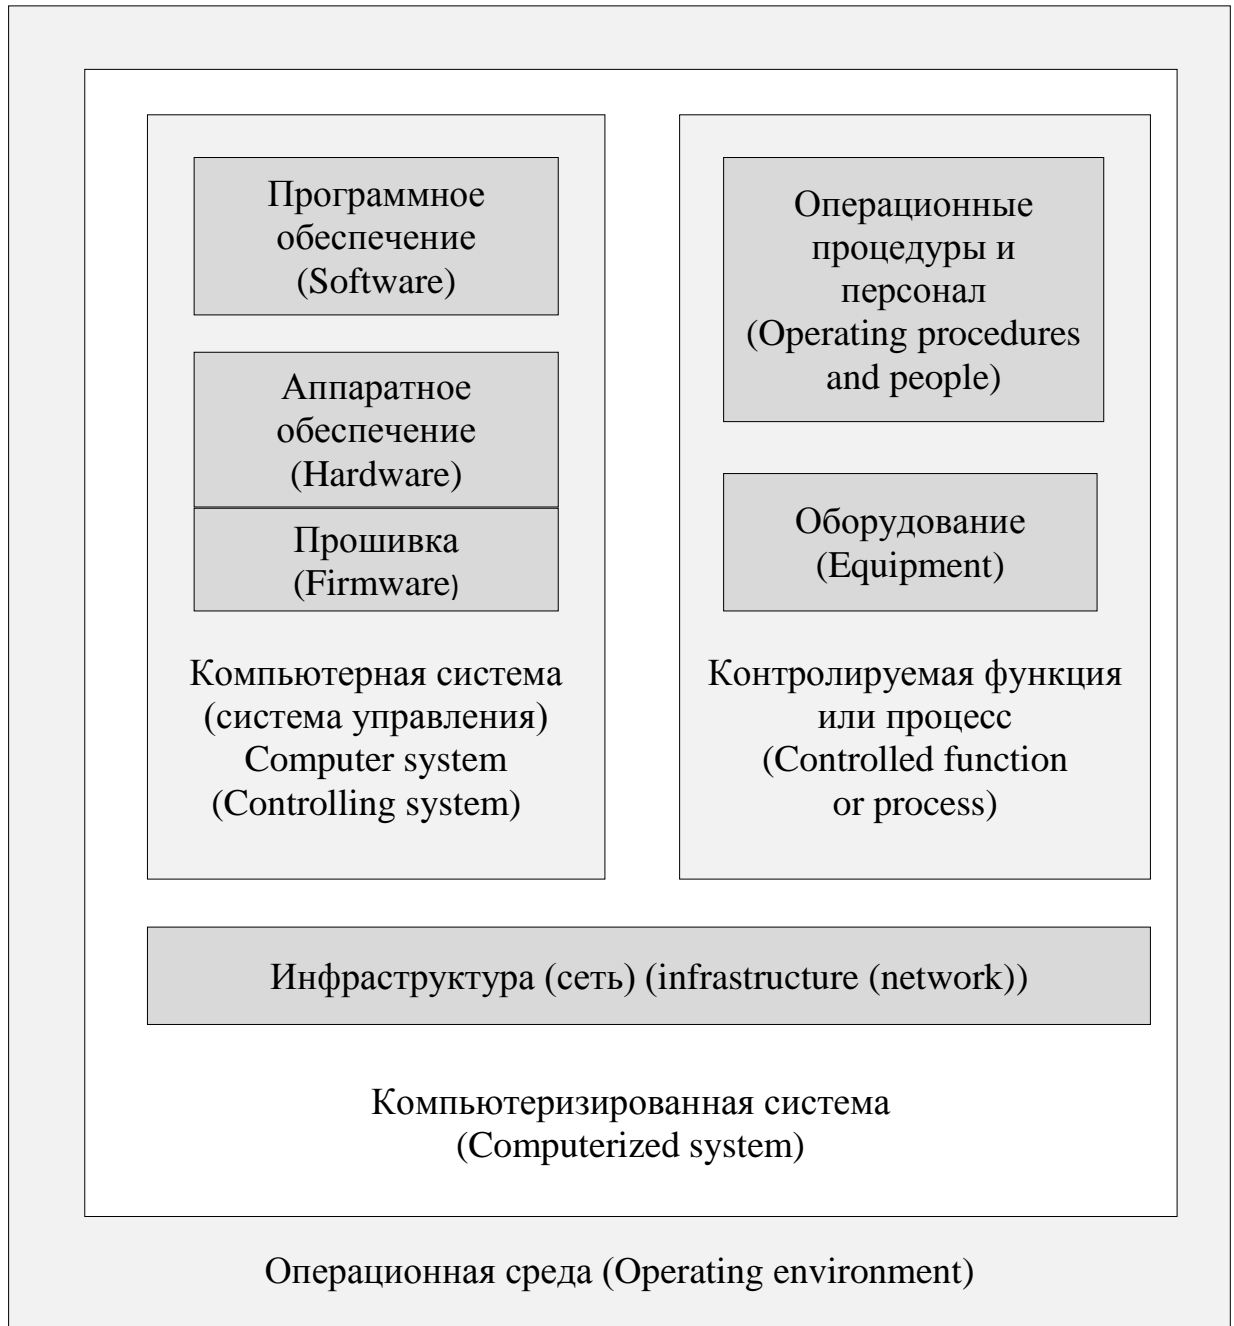 Программное
обеспечение
(Software)
Аппаратное
обеспечение
(Hardware)
Прошивка
(Firmware)
Компьютерная система
(система управления)
Computer system
(Controlling system)
Операционные
процедуры и
персонал
(Operating procedures
and people)
Оборудование
(Equipment)
Контролируемая функция
или процесс
(Controlled function
or process)
Инфраструктура (сеть) (infrastructure (network))
Компьютеризированная система
(Computerized system)
Операционная среда (Operating environment)